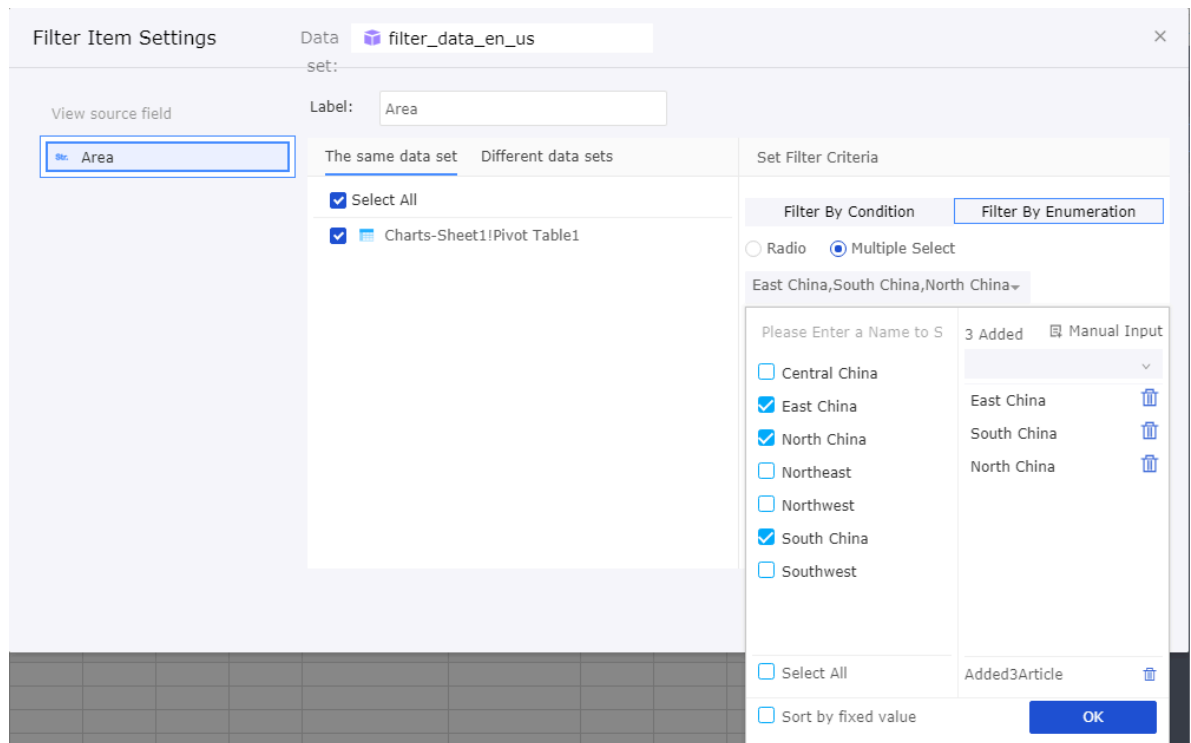 Filter Item Settings
Data set:
filter_data_en_us
View source field
Label:
Area
Str. Area
The same data set
Different data sets
Set Filter Criteria
Select All
Charts-Sheet1!Pivot Table1
Filter By Condition
Filter By Enumeration
Radio
Multiple Select
East China,South China,North China
Please Enter a Name to S
3 Added
Manual Input
Central China
East China
North China
Northeast
Northwest
South China
Southwest
East China
South China
North China
Select All
Added3Article
Sort by fixed value
OK